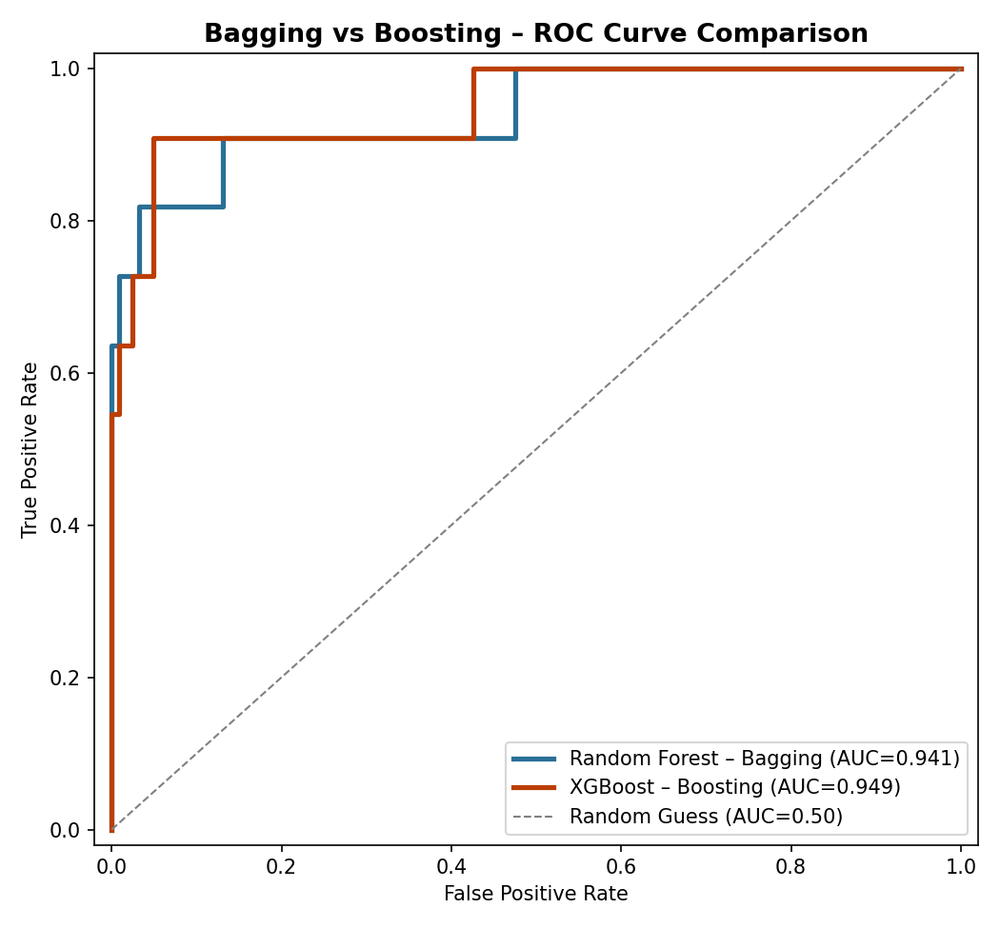 Bagging vs Boosting – ROC Curve Comparison
1.0
0.8
0.6
0.4
0.2
0.0
True Positive Rate
0.0 0.2 0.4 0.6 0.8 1.0
False Positive Rate
Random Forest – Bagging (AUC=0.941)
XGBoost – Boosting (AUC=0.949)
Random Guess (AUC=0.50)